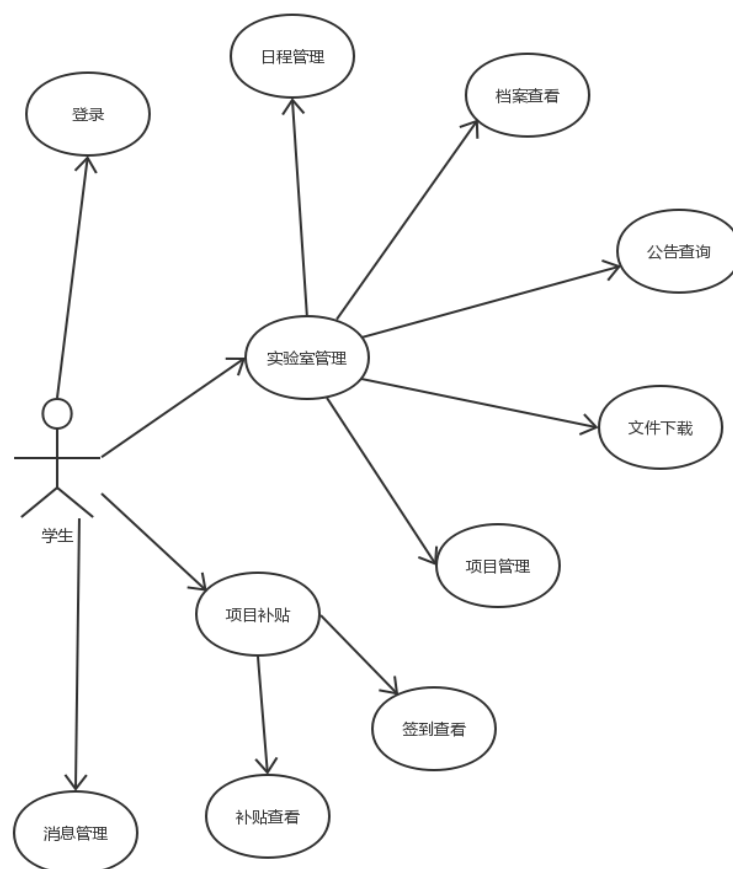 日程管理
档案查看
登录
公告查询
实验室管理
文件下载
学生
项目管理
项目补贴
签到查看
补贴查看
消息管理